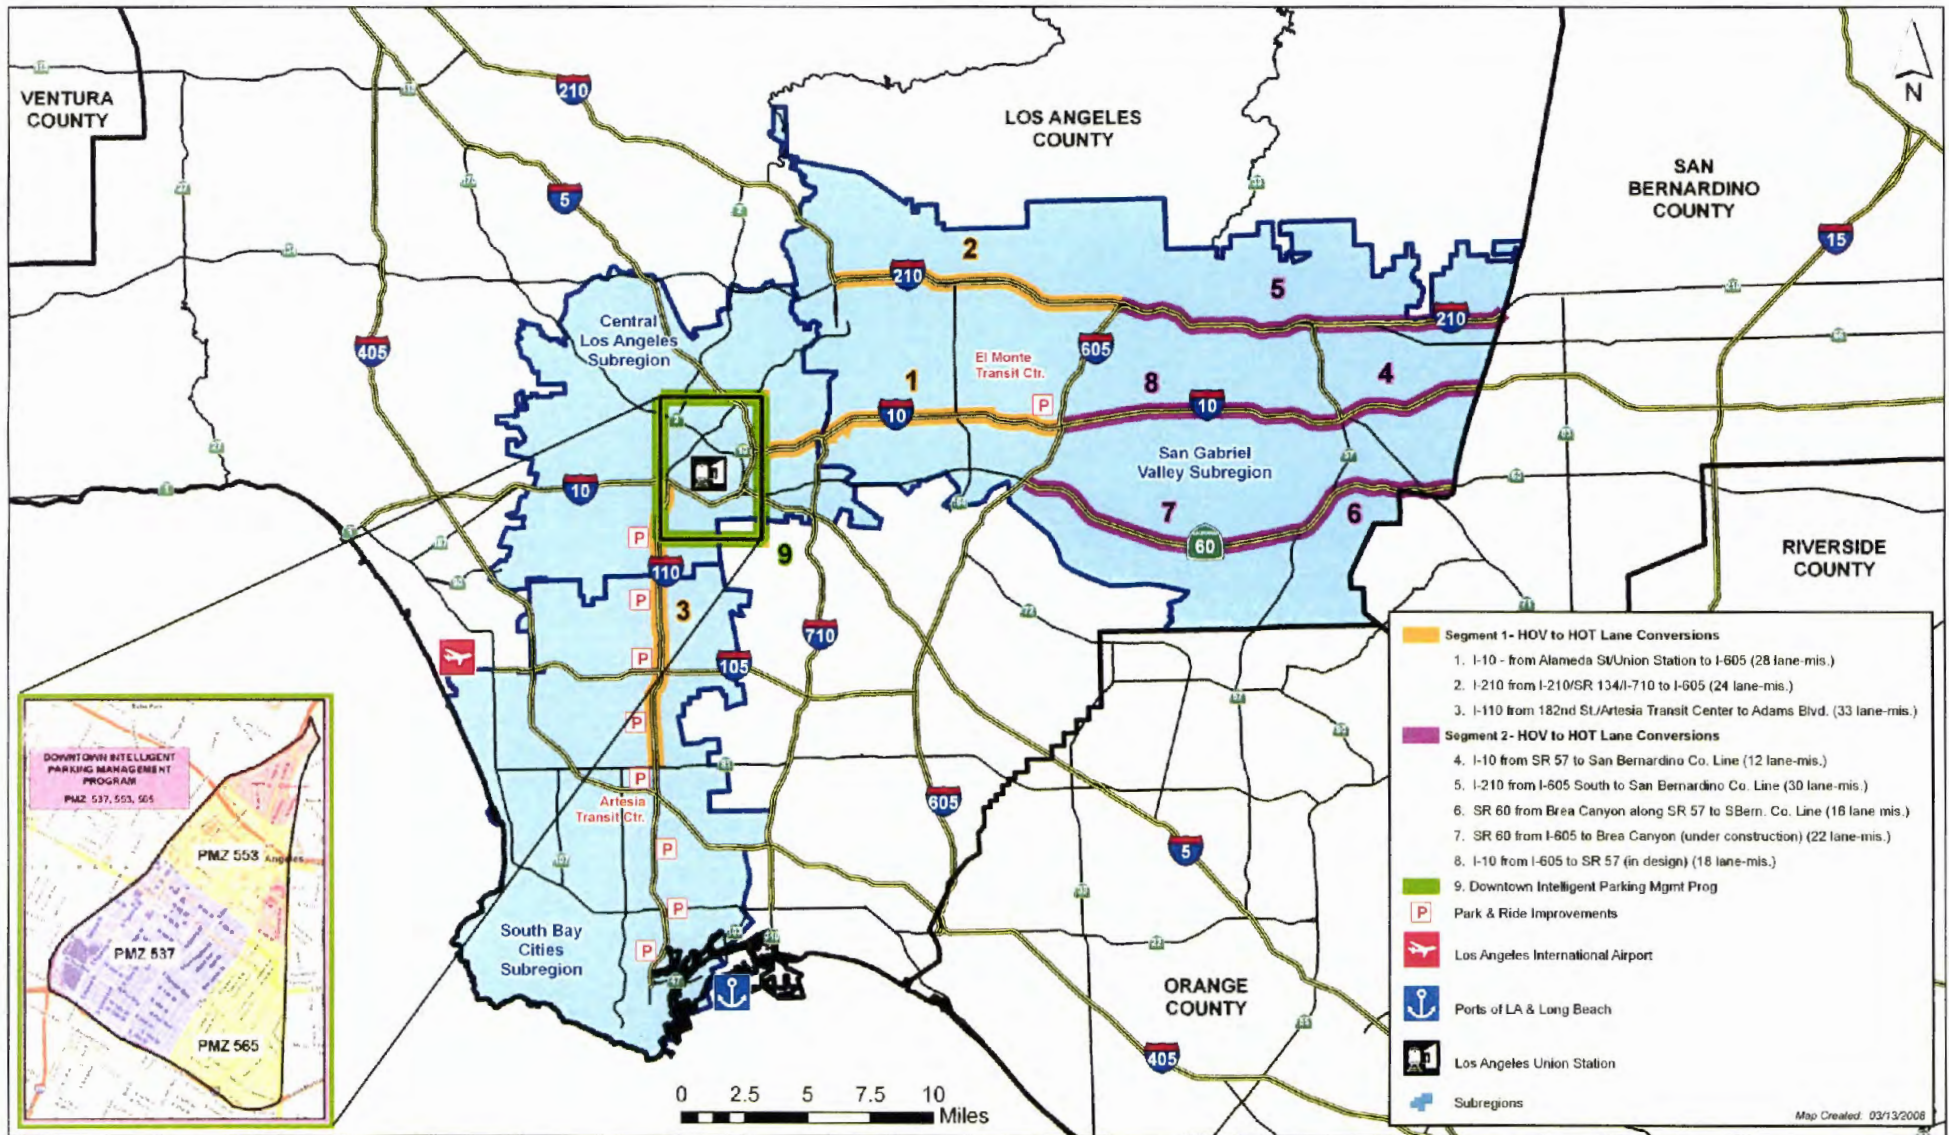 VENTURA
COUNTY
LOS ANGELES
COUNTY
SAN
BERNARDINO
COUNTY
N
210
5
15
2
210
5
210
405
Central
Los Angeles
Subregion
605
El Monte
Transit Ctr.
1
8
4
10
P
10
San Gabriel
Valley Subregion
10
7
6
60
RIVERSIDE
COUNTY
P
9
110
P
3
710
P
105
P
P
Artesia
Transit Ctr.
605
P
5
P
P
South Bay
Cities
Subregion
ORANGE
COUNTY
405
0 2.5 5 7.5 10
Miles
DOWNTOWN INTELLIGENT
PARKING MANAGEMENT
PROGRAM
PMZ 537, 553, 565
PMZ 553
Angeles
PMZ 537
PMZ 565
Segment 1- HOV to HOT Lane Conversions
1. I-10 - from Alameda St/Union Station to I-605 (28 lane-mis.)
2. I-210 from I-210/SR 134/I-710 to I-605 (24 lane-mis.)
3. I-110 from 182nd St./Artesia Transit Center to Adams Blvd. (33 lane-mis.)
Segment 2- HOV to HOT Lane Conversions
4. I-10 from SR 57 to San Bernardino Co. Line (12 lane-mis.)
5. I-210 from I-605 South to San Bernardino Co. Line (30 lane-mis.)
6. SR 60 from Brea Canyon along SR 57 to SBern. Co. Line (16 lane mis.)
7. SR 60 from I-605 to Brea Canyon (under construction) (22 lane-mis.)
8. I-10 from I-605 to SR 57 (in design) (18 lane-mis.)
9. Downtown Intelligent Parking Mgmt Prog
P Park & Ride Improvements
Los Angeles International Airport
Ports of LA & Long Beach
Los Angeles Union Station
Subregions
Map Created: 03/13/2008